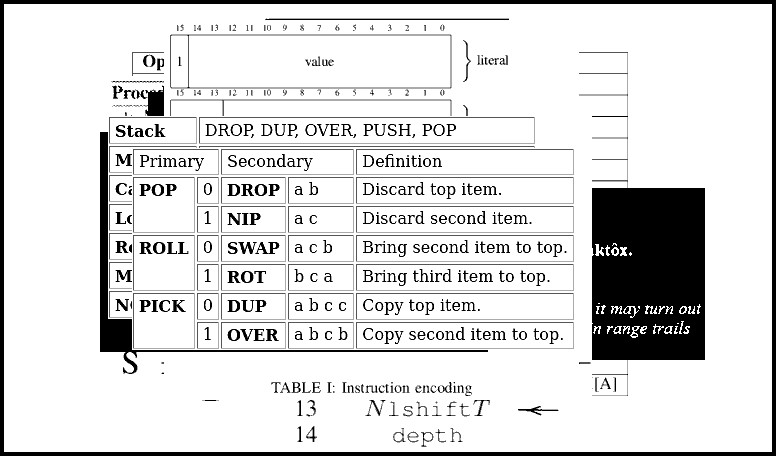 15 14 13 12 11 10 9 8 7 6 5 4 3 2 1 0
Op
1 value literal
Proce
15 14 13 12 11 10 9 8 7 6 5 4 3 2 1 0
Stack DROP, DUP, OVER, PUSH, POP
M Primary Secondary Definition
Ca POP 0 DROP a b Discard top item.
Lo 1 NIP a c Discard second item.
Re ROLL 0 SWAP a c b Bring second item to top. ktôx.
M 1 ROT b c a Bring third item to top.
PICK 0 DUP a b c c Copy top item. it may turn out
1 OVER a b c b Copy second item to top. in range trails
S :
[A]
TABLE I: Instruction encoding
13 NlshiftT
14 depth